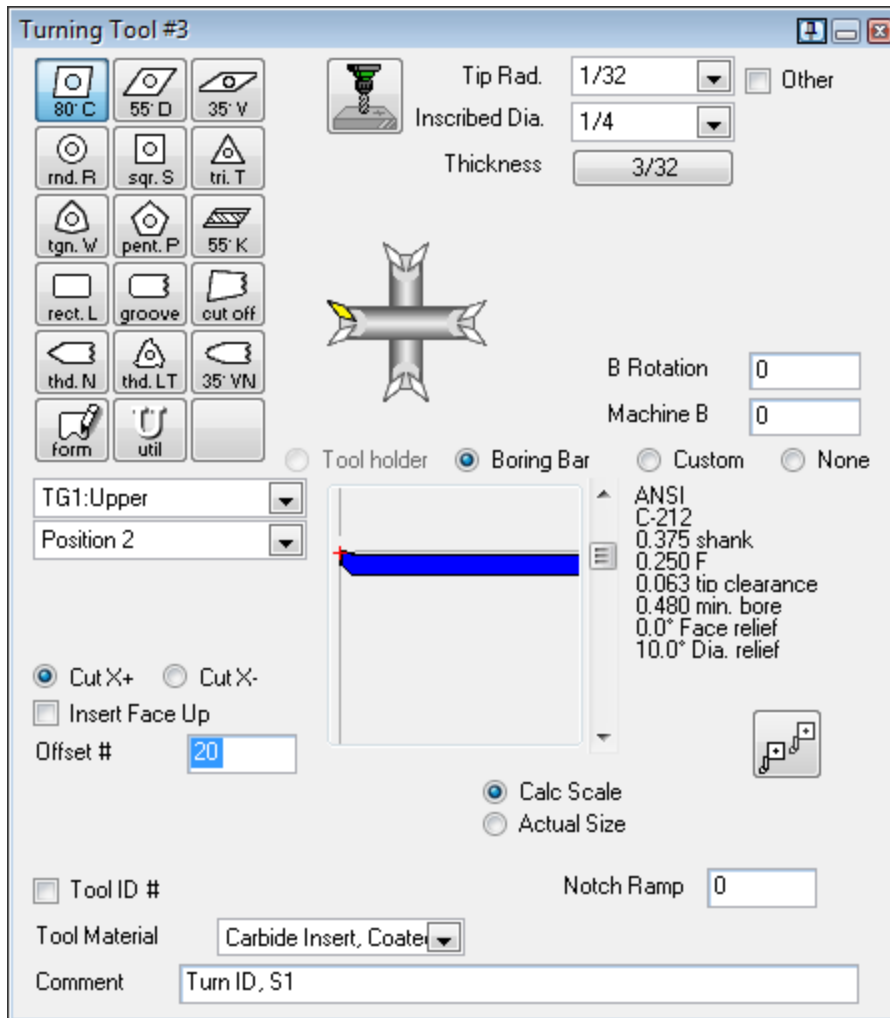 Turning Tool #3
80° C
55° D
35° V
rnd. R
sqr. S
tri. T
tgn. W
pent. P
55° K
rect. L
groove
cut off
thd. N
thd. LT
35° VN
form
util
Tip Rad.
1/32
Other
Inscribed Dia.
1/4
Thickness
3/32
B Rotation
0
Machine B
0
Tool holder
Boring Bar
Custom
None
TG1:Upper
Position 2
ANSI
C-212
0.375 shank
0.250 F
0.063 tip clearance
0.480 min. bore
0.0° Face relief
10.0° Dia. relief
Cut X+
Cut X-
Insert Face Up
Offset #
20
Calc Scale
Actual Size
Tool ID #
Notch Ramp
0
Tool Material
Carbide Insert, Coate
Comment
Turn ID, S1